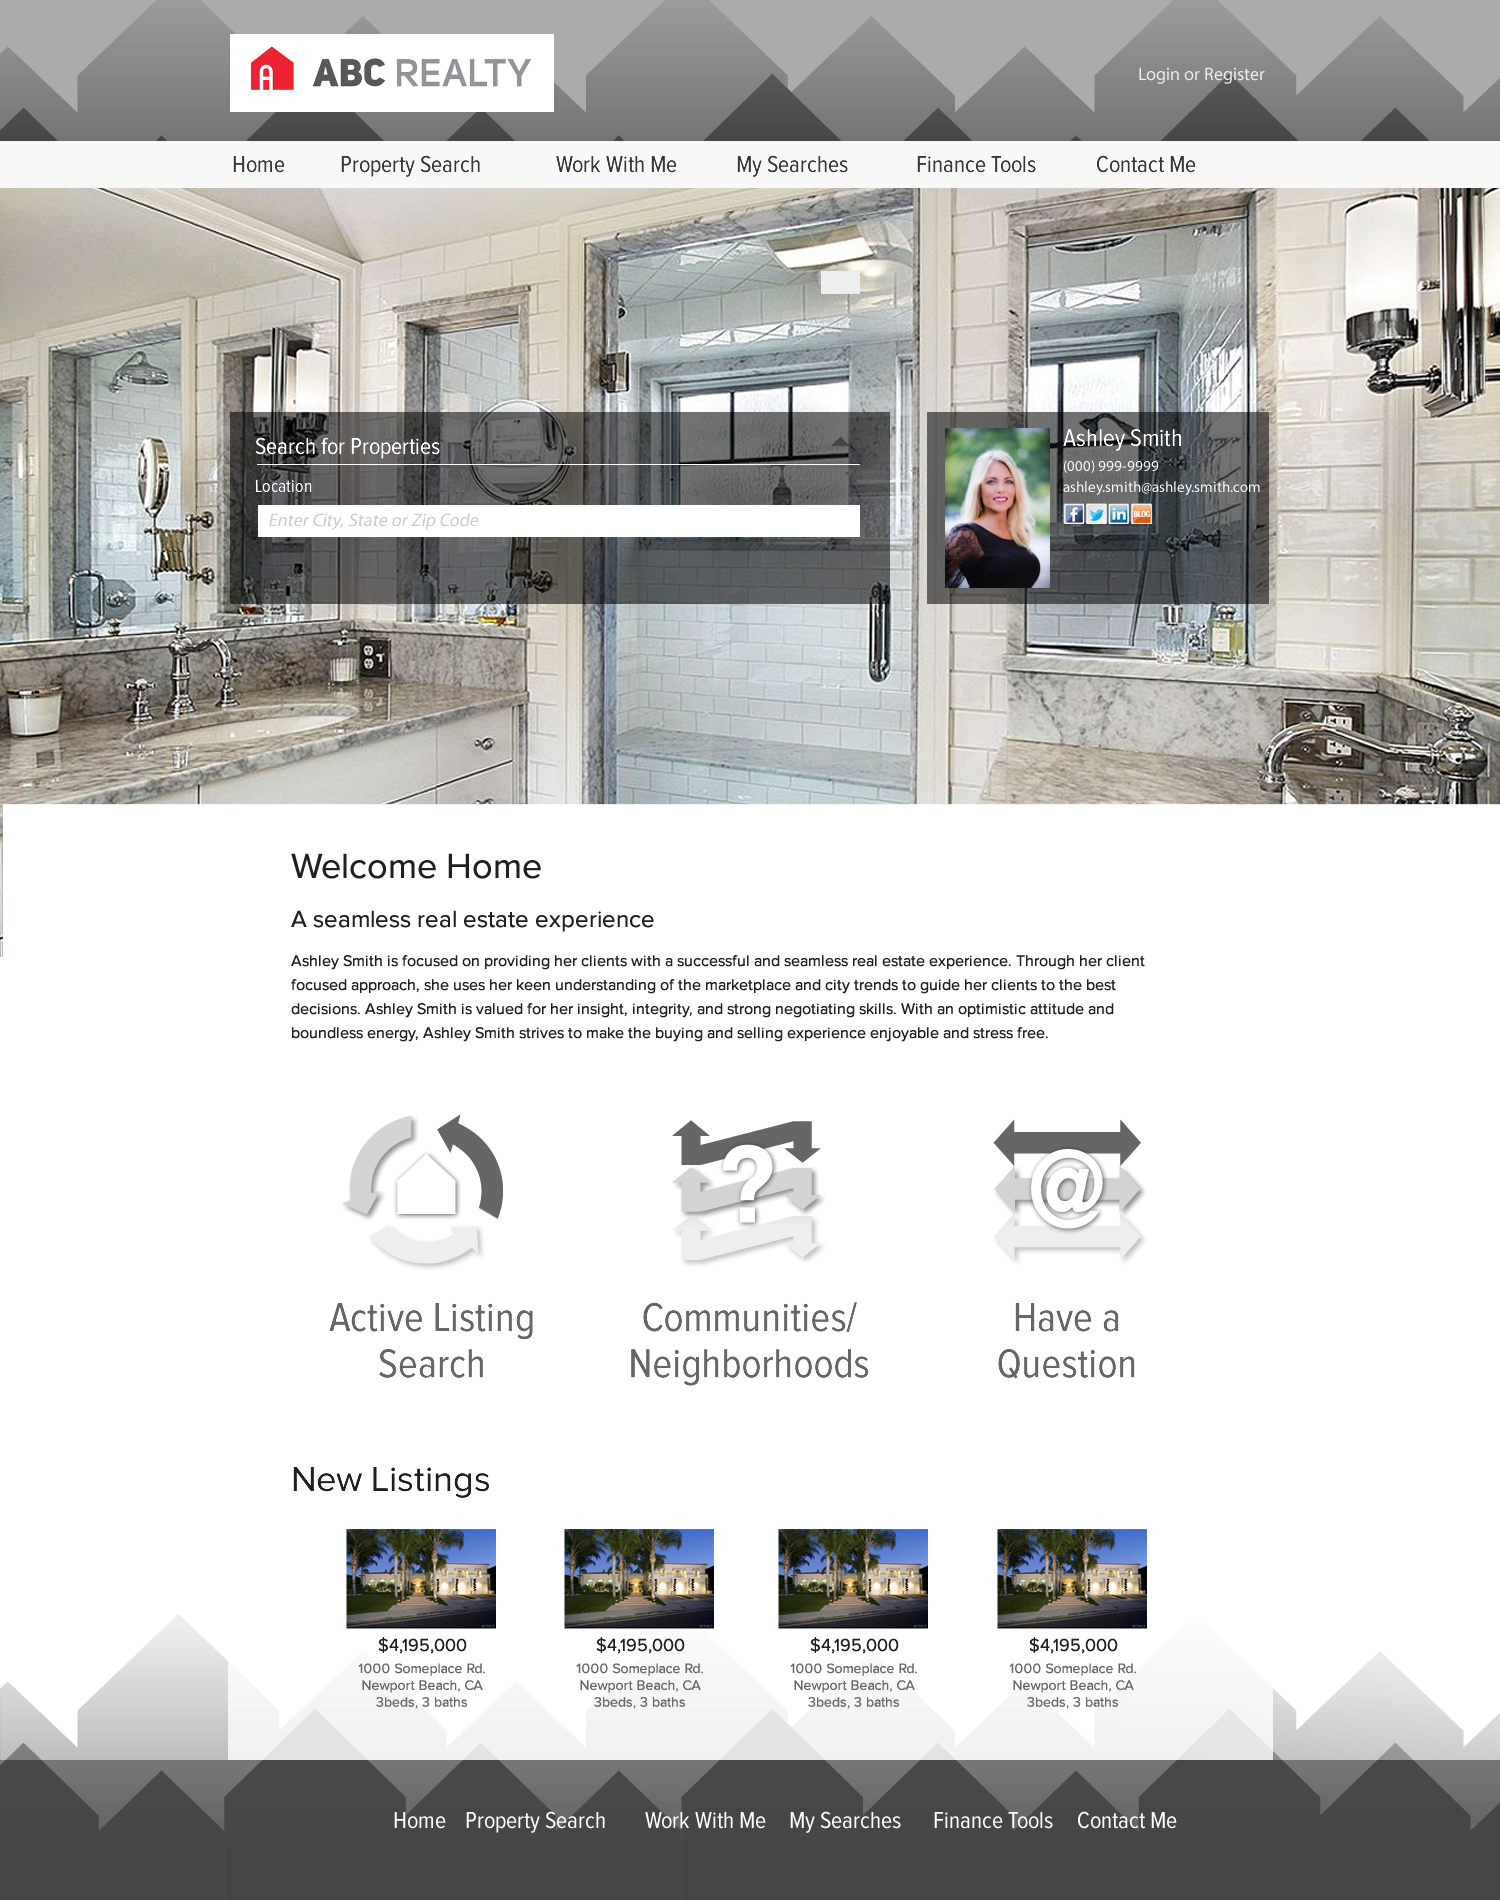 ABC REALTY
Login or Register
Home Property Search Work With Me My Searches Finance Tools Contact Me
Search for Properties
Location
Enter City, State or Zip Code
Ashley Smith
(000) 999-9999
ashley.smith@ashley.smith.com
f in BLOG
Welcome Home
A seamless real estate experience
Ashley Smith is focused on providing her clients with a successful and seamless real estate experience. Through her client
focused approach, she uses her keen understanding of the marketplace and city trends to guide her clients to the best
decisions. Ashley Smith is valued for her insight, integrity, and strong negotiating skills. With an optimistic attitude and
boundless energy, Ashley Smith strives to make the buying and selling experience enjoyable and stress free.
? @
Active Listing
Search
Communities/
Neighborhoods
Have a
Question
New Listings
$4,195,000
1000 Someplace Rd.
Newport Beach, CA
3beds, 3 baths
$4,195,000
1000 Someplace Rd.
Newport Beach, CA
3beds, 3 baths
$4,195,000
1000 Someplace Rd.
Newport Beach, CA
3beds, 3 baths
$4,195,000
1000 Someplace Rd.
Newport Beach, CA
3beds, 3 baths
Home Property Search Work With Me My Searches Finance Tools Contact Me